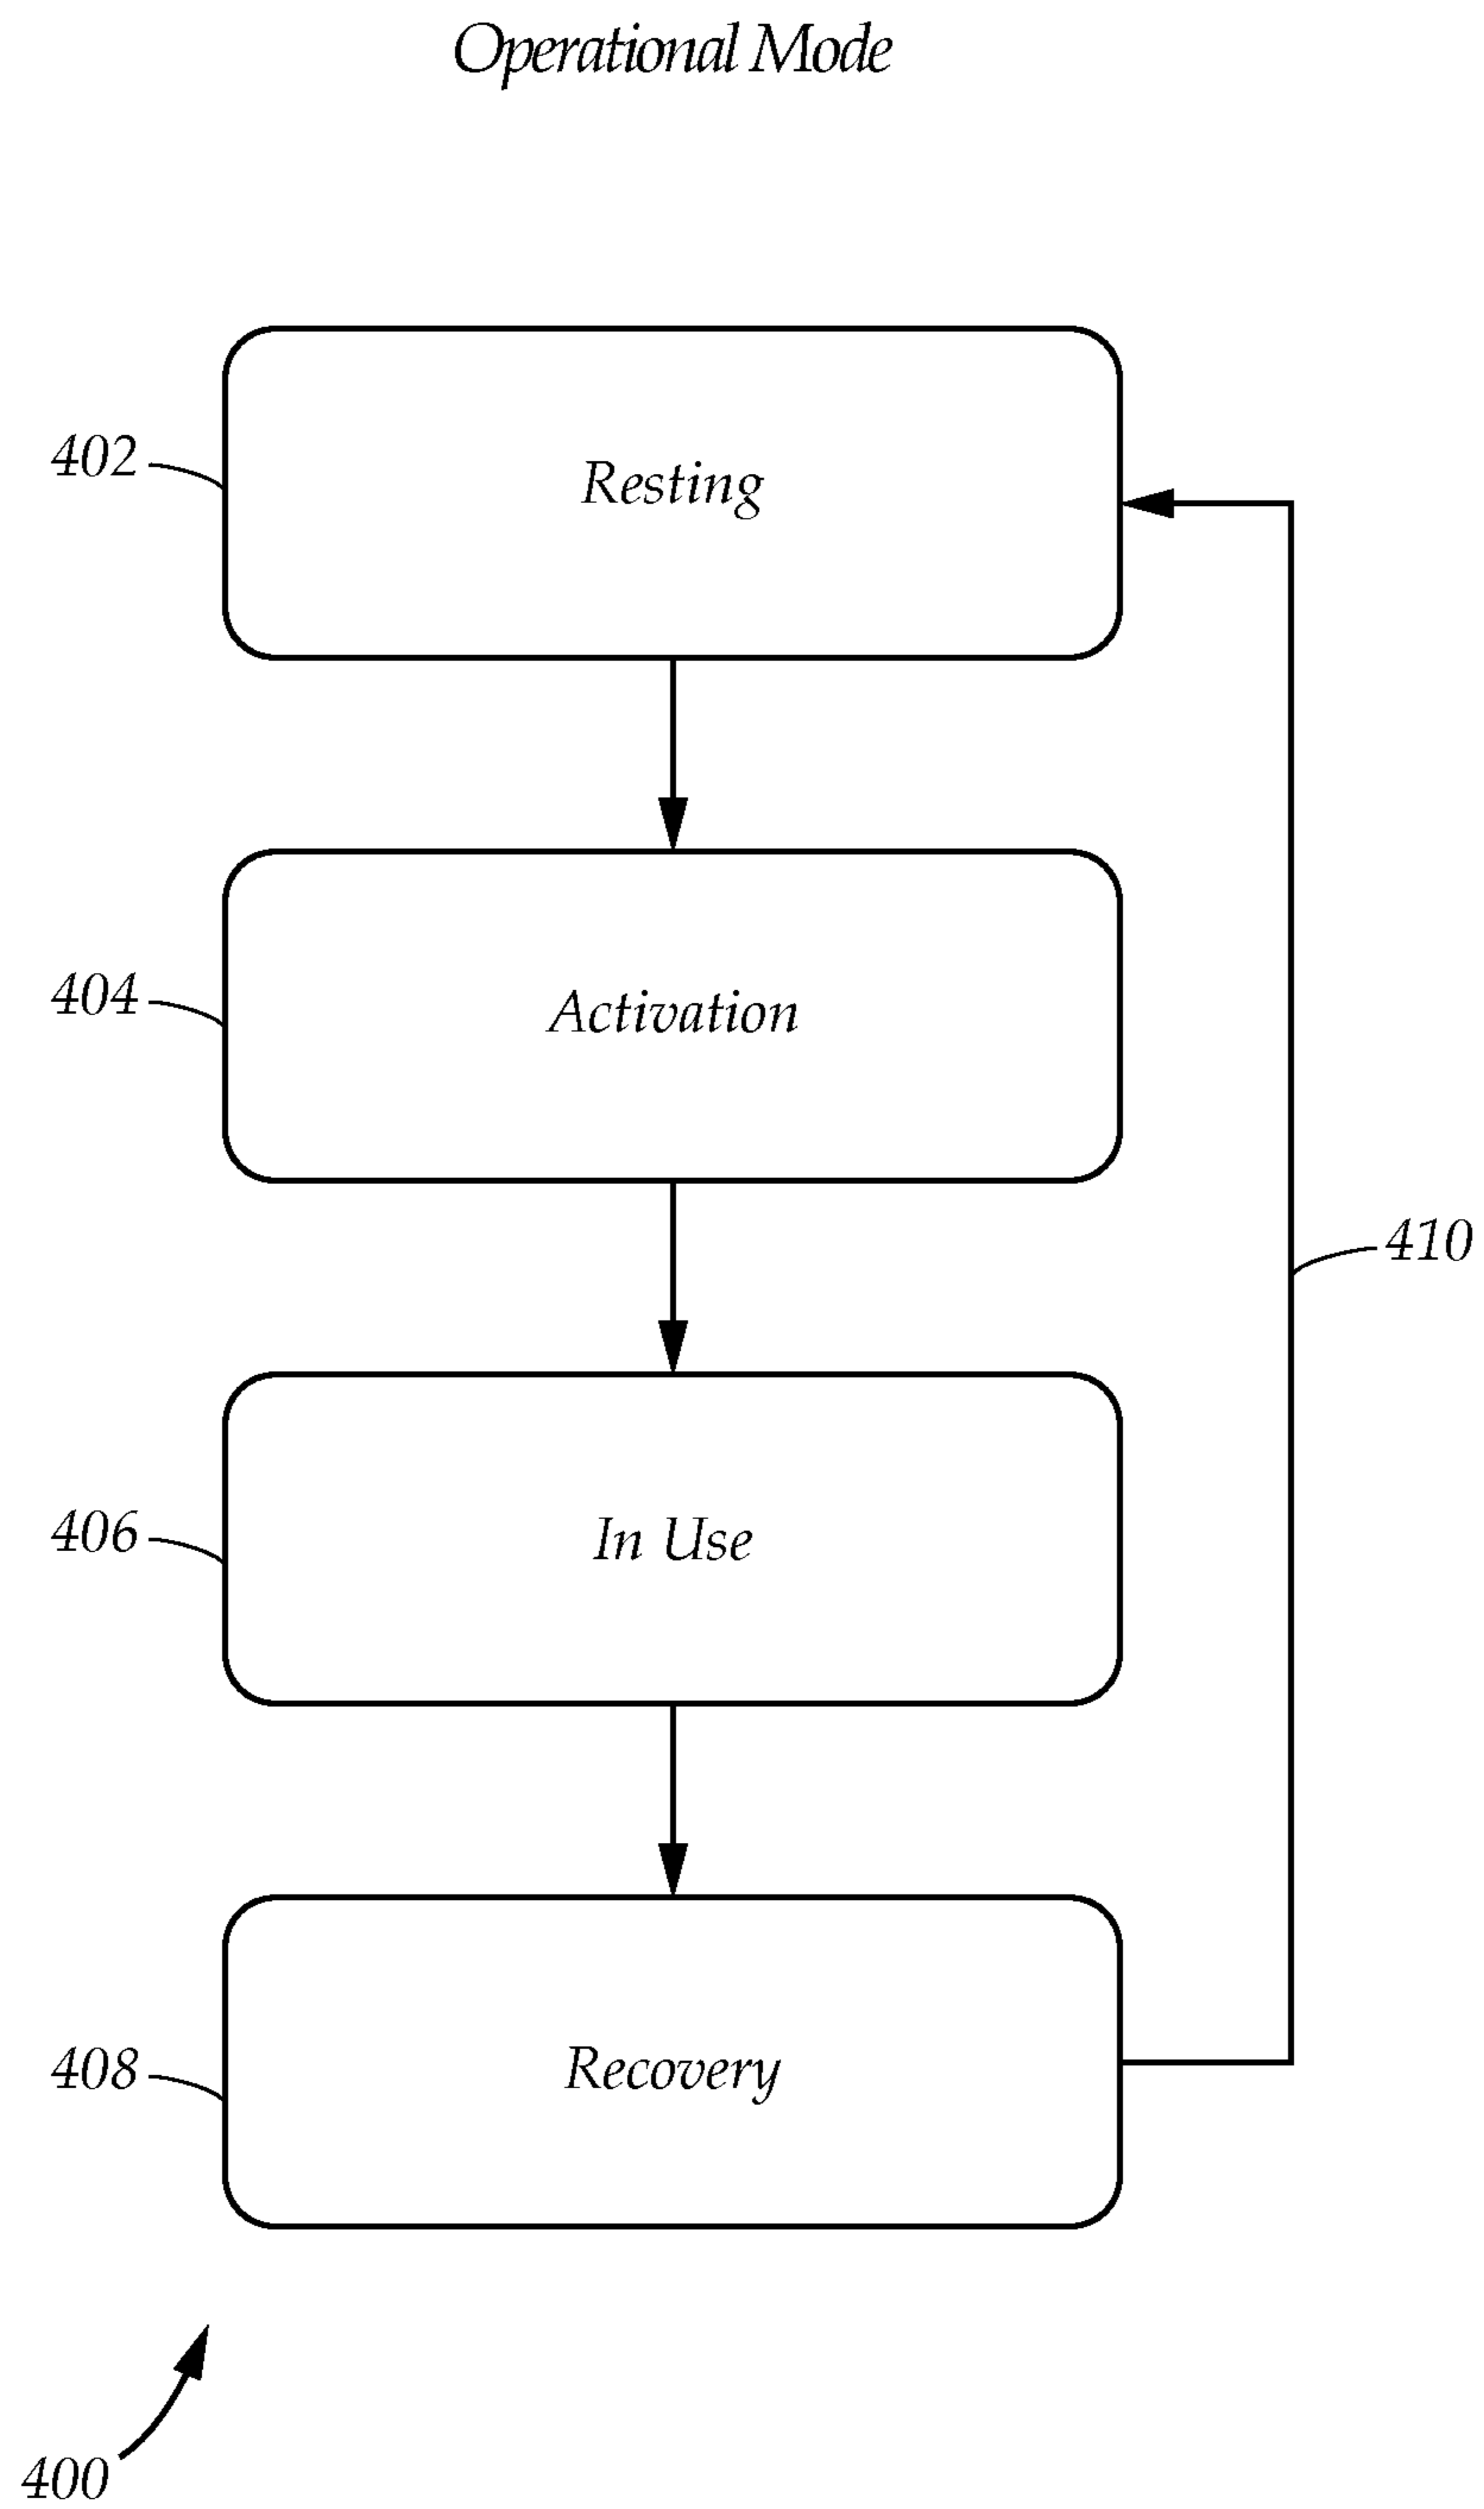 Operational Mode
402
Resting
404
Activation
410
406
In Use
408
Recovery
400